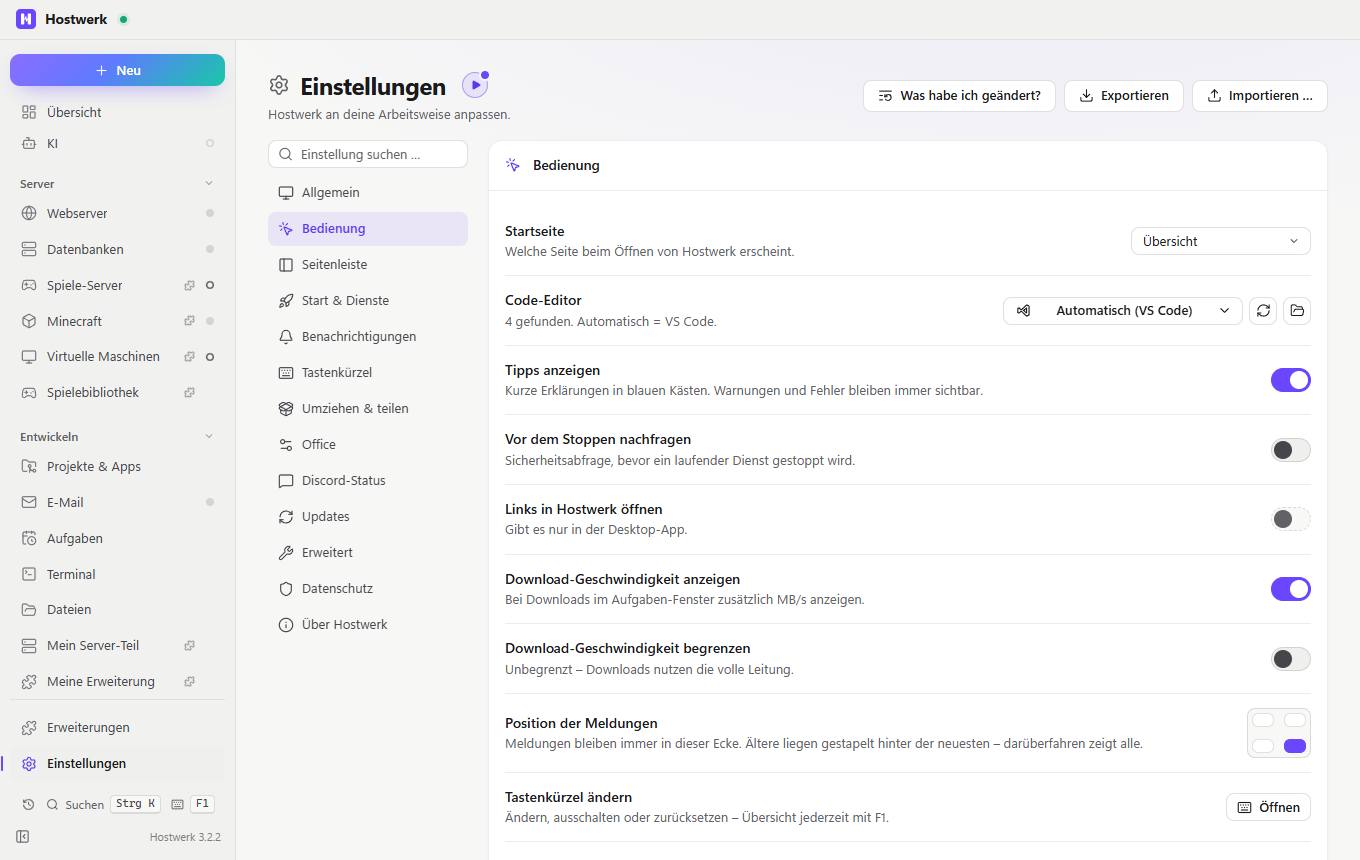 Hostwerk
Neu
Übersicht
KI
Server
Webserver
Datenbanken
Spiele-Server
Minecraft
Virtuelle Maschinen
Spielebibliothek
Entwickeln
Projekte & Apps
E-Mail
Aufgaben
Terminal
Dateien
Mein Server-Teil
Meine Erweiterung
Erweiterungen
Einstellungen
Suchen Strg K F1
Hostwerk 3.2.2
Einstellungen
Hostwerk an deine Arbeitsweise anpassen.
Was habe ich geändert? Exportieren Importieren ...
Einstellung suchen ...
Allgemein
Bedienung
Seitenleiste
Start & Dienste
Benachrichtigungen
Tastenkürzel
Umziehen & teilen
Office
Discord-Status
Updates
Erweitert
Datenschutz
Über Hostwerk
Bedienung
Startseite
Welche Seite beim Öffnen von Hostwerk erscheint.
Übersicht
Code-Editor
4 gefunden. Automatisch = VS Code.
Automatisch (VS Code)
Tipps anzeigen
Kurze Erklärungen in blauen Kästen. Warnungen und Fehler bleiben immer sichtbar.
Vor dem Stoppen nachfragen
Sicherheitsabfrage, bevor ein laufender Dienst gestoppt wird.
Links in Hostwerk öffnen
Gibt es nur in der Desktop-App.
Download-Geschwindigkeit anzeigen
Bei Downloads im Aufgaben-Fenster zusätzlich MB/s anzeigen.
Download-Geschwindigkeit begrenzen
Unbegrenzt – Downloads nutzen die volle Leitung.
Position der Meldungen
Meldungen bleiben immer in dieser Ecke. Ältere liegen gestapelt hinter der neuesten – darüberfahren zeigt alle.
Tastenkürzel ändern
Ändern, ausschalten oder zurücksetzen – Übersicht jederzeit mit F1.
Öffnen